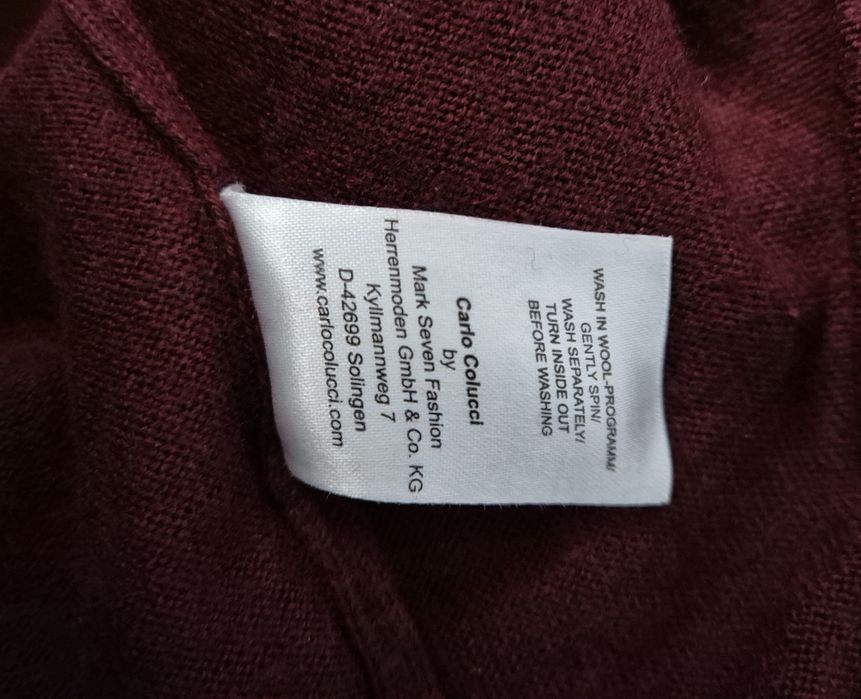 WASH IN WOOL-PROGRAMM/
GENTLY SPIN/
WASH SEPARATELY/
TURN INSIDE OUT
BEFORE WASHING
Carlo Colucci
by
Mark Seven Fashion
Herrenmoden GmbH & Co. KG
Kyllmannweg 7
D-42699 Solingen
www.carlocolucci.com